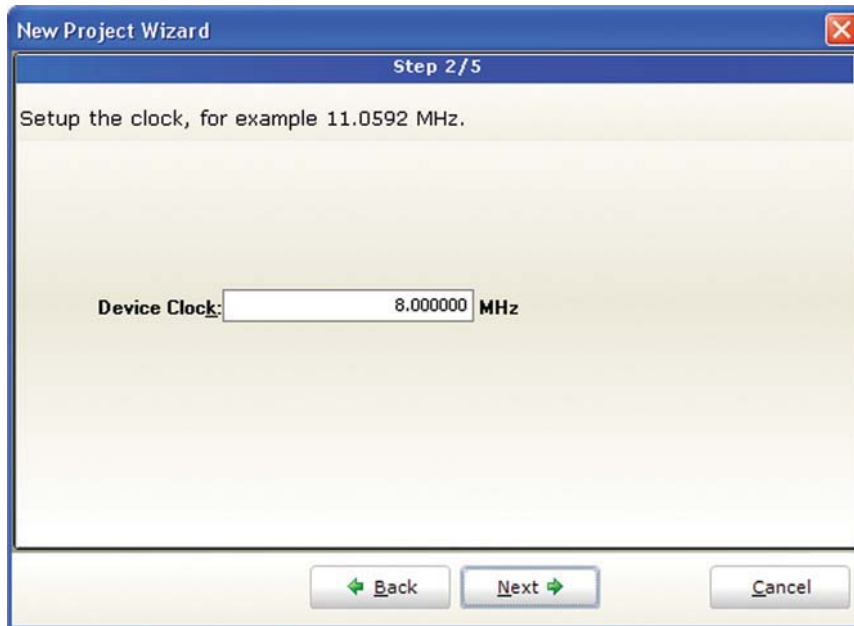 New Project Wizard
Step 2/5
Setup the clock, for example 11.0592 MHz.
Device Clock: 8.000000 MHz
Back Next Cancel